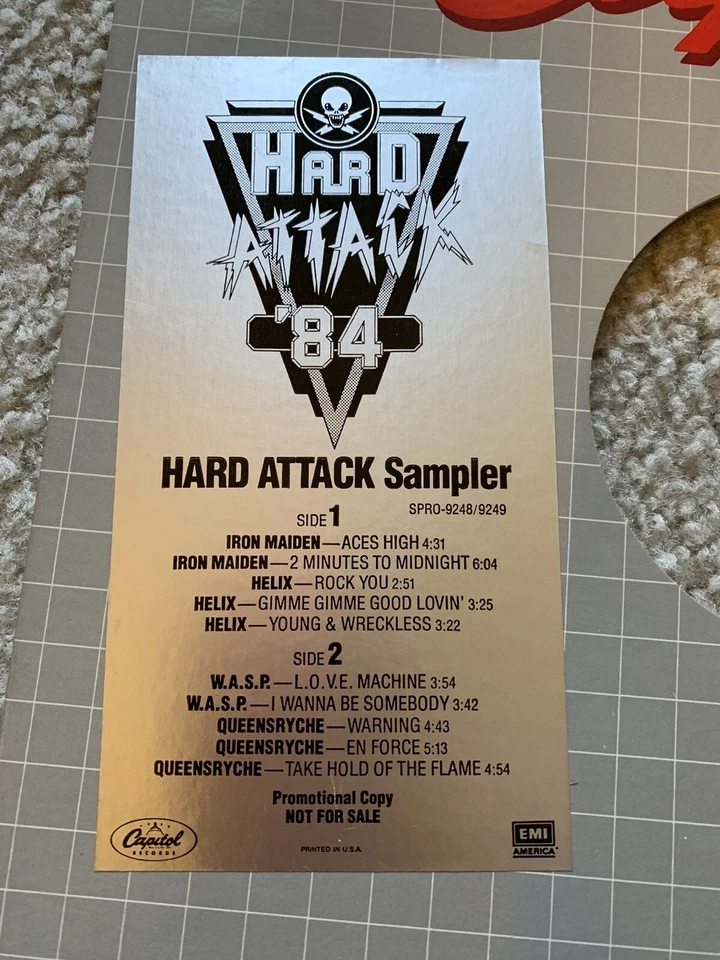 HARD
ATTACK
'84
HARD ATTACK Sampler
SPRO-9248/9249
SIDE 1
IRON MAIDEN—ACES HIGH 4:31
IRON MAIDEN—2 MINUTES TO MIDNIGHT 6:04
HELIX—ROCK YOU 2:51
HELIX—GIMME GIMME GOOD LOVIN' 3:25
HELIX—YOUNG & WRECKLESS 3:22
SIDE 2
W.A.S.P.—L.O.V.E. MACHINE 3:54
W.A.S.P.—I WANNA BE SOMEBODY 3:42
QUEENSRYCHE—WARNING 4:43
QUEENSRYCHE—EN FORCE 5:13
QUEENSRYCHE—TAKE HOLD OF THE FLAME 4:54
Promotional Copy
NOT FOR SALE
Capitol
RECORDS
PRINTED IN U.S.A.
EMI
AMERICA